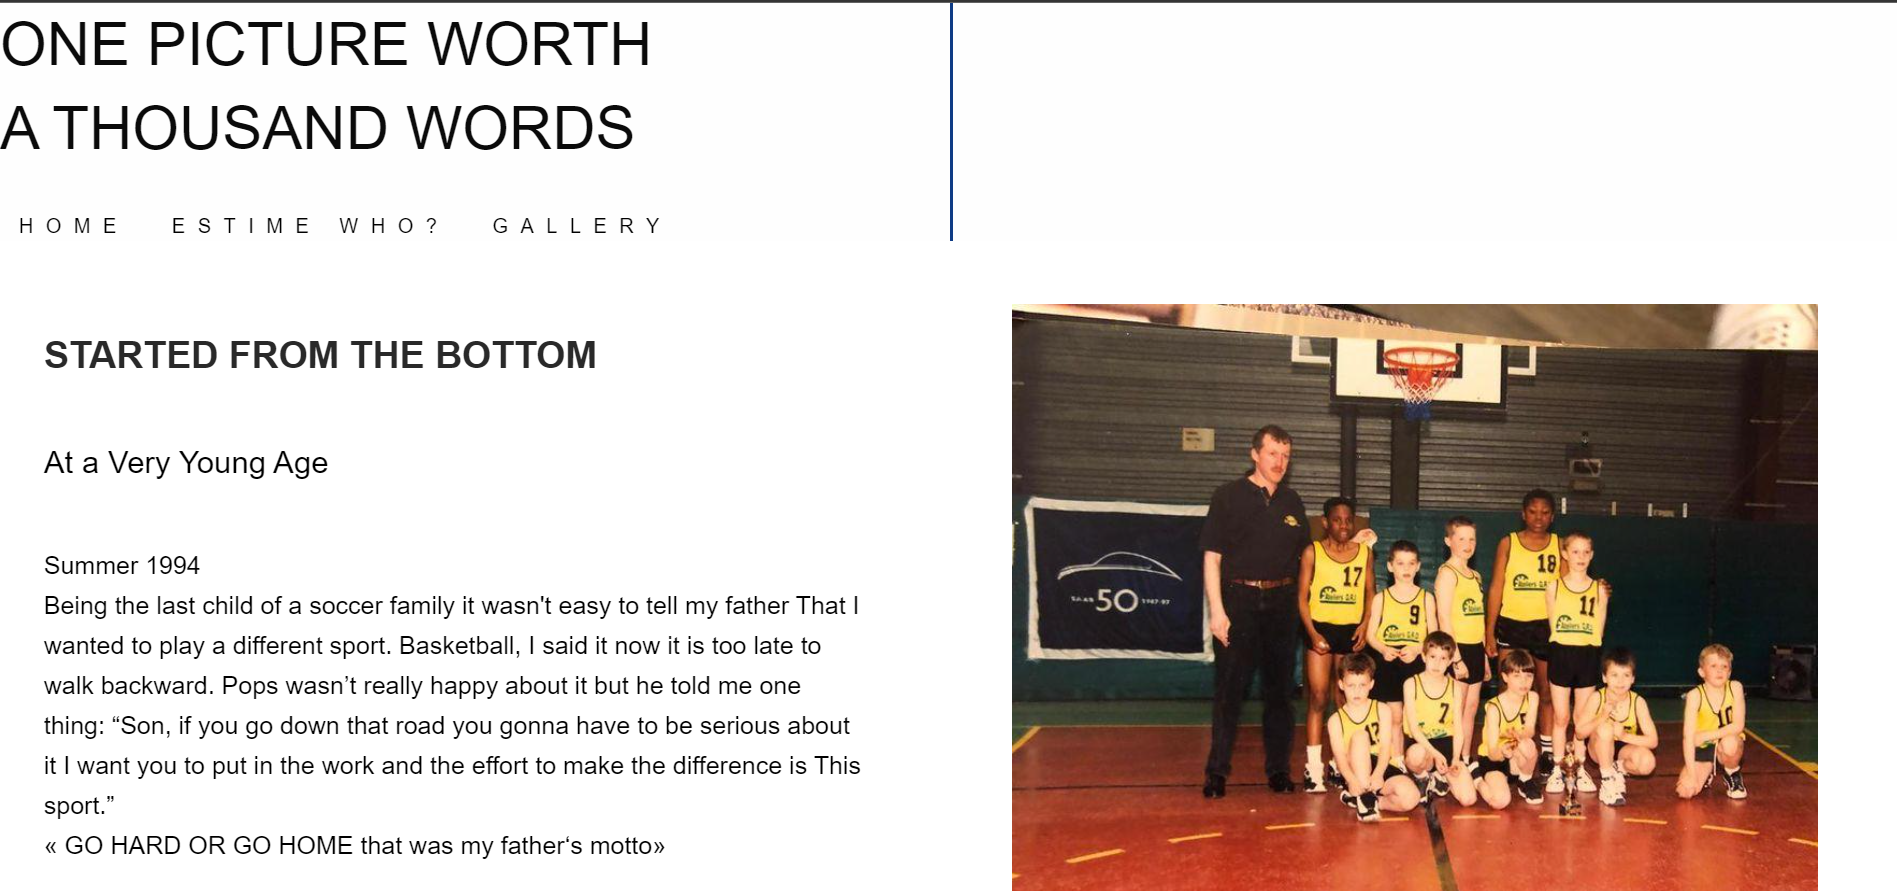 ONE PICTURE WORTH
A THOUSAND WORDS
HOME ESTIME WHO? GALLERY
STARTED FROM THE BOTTOM
At a Very Young Age
Summer 1994
Being the last child of a soccer family it wasn't easy to tell my father That I
wanted to play a different sport. Basketball, I said it now it is too late to
walk backward. Pops wasn’t really happy about it but he told me one
thing: “Son, if you go down that road you gonna have to be serious about
it I want you to put in the work and the effort to make the difference is This
sport.”
« GO HARD OR GO HOME that was my father‘s motto»
SAAB 50 1947-97
17
18
9
11
7
10